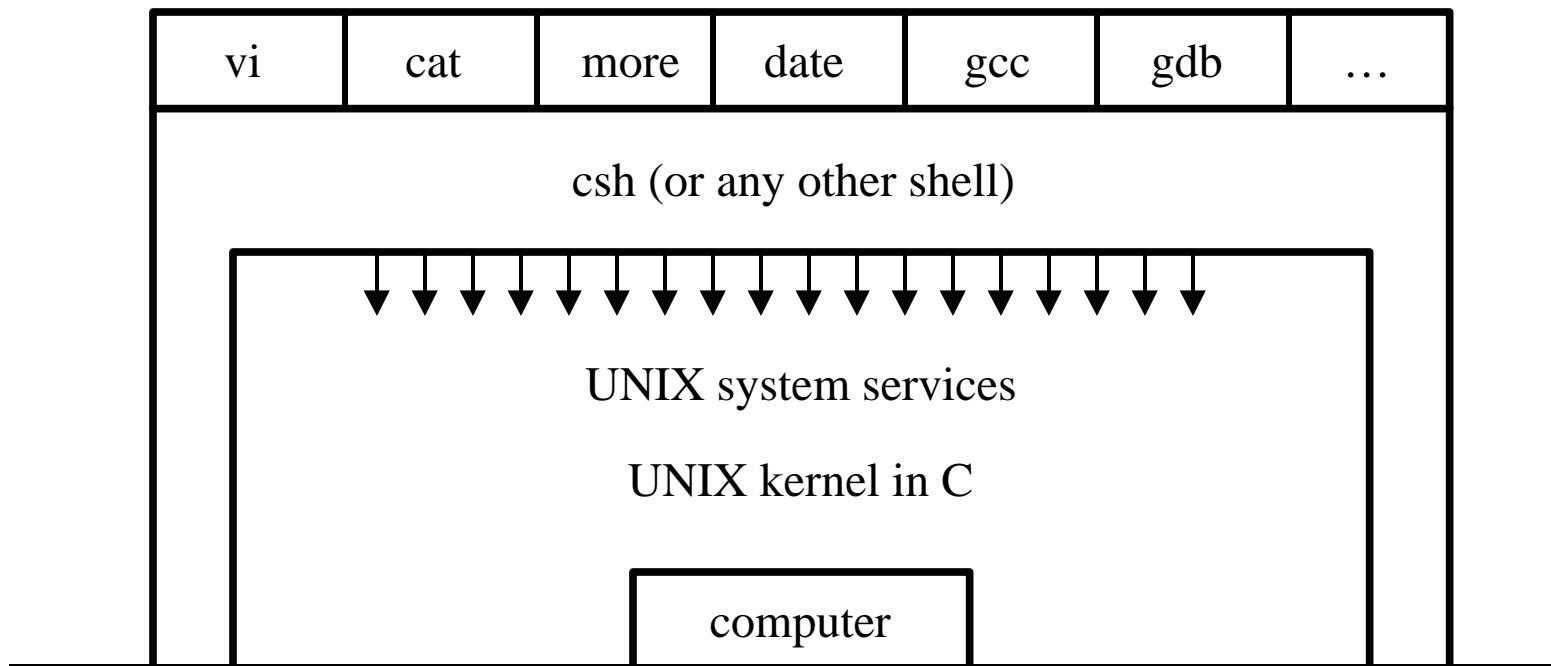 vi cat more date gcc gdb …
csh (or any other shell)
UNIX system services
UNIX kernel in C
computer